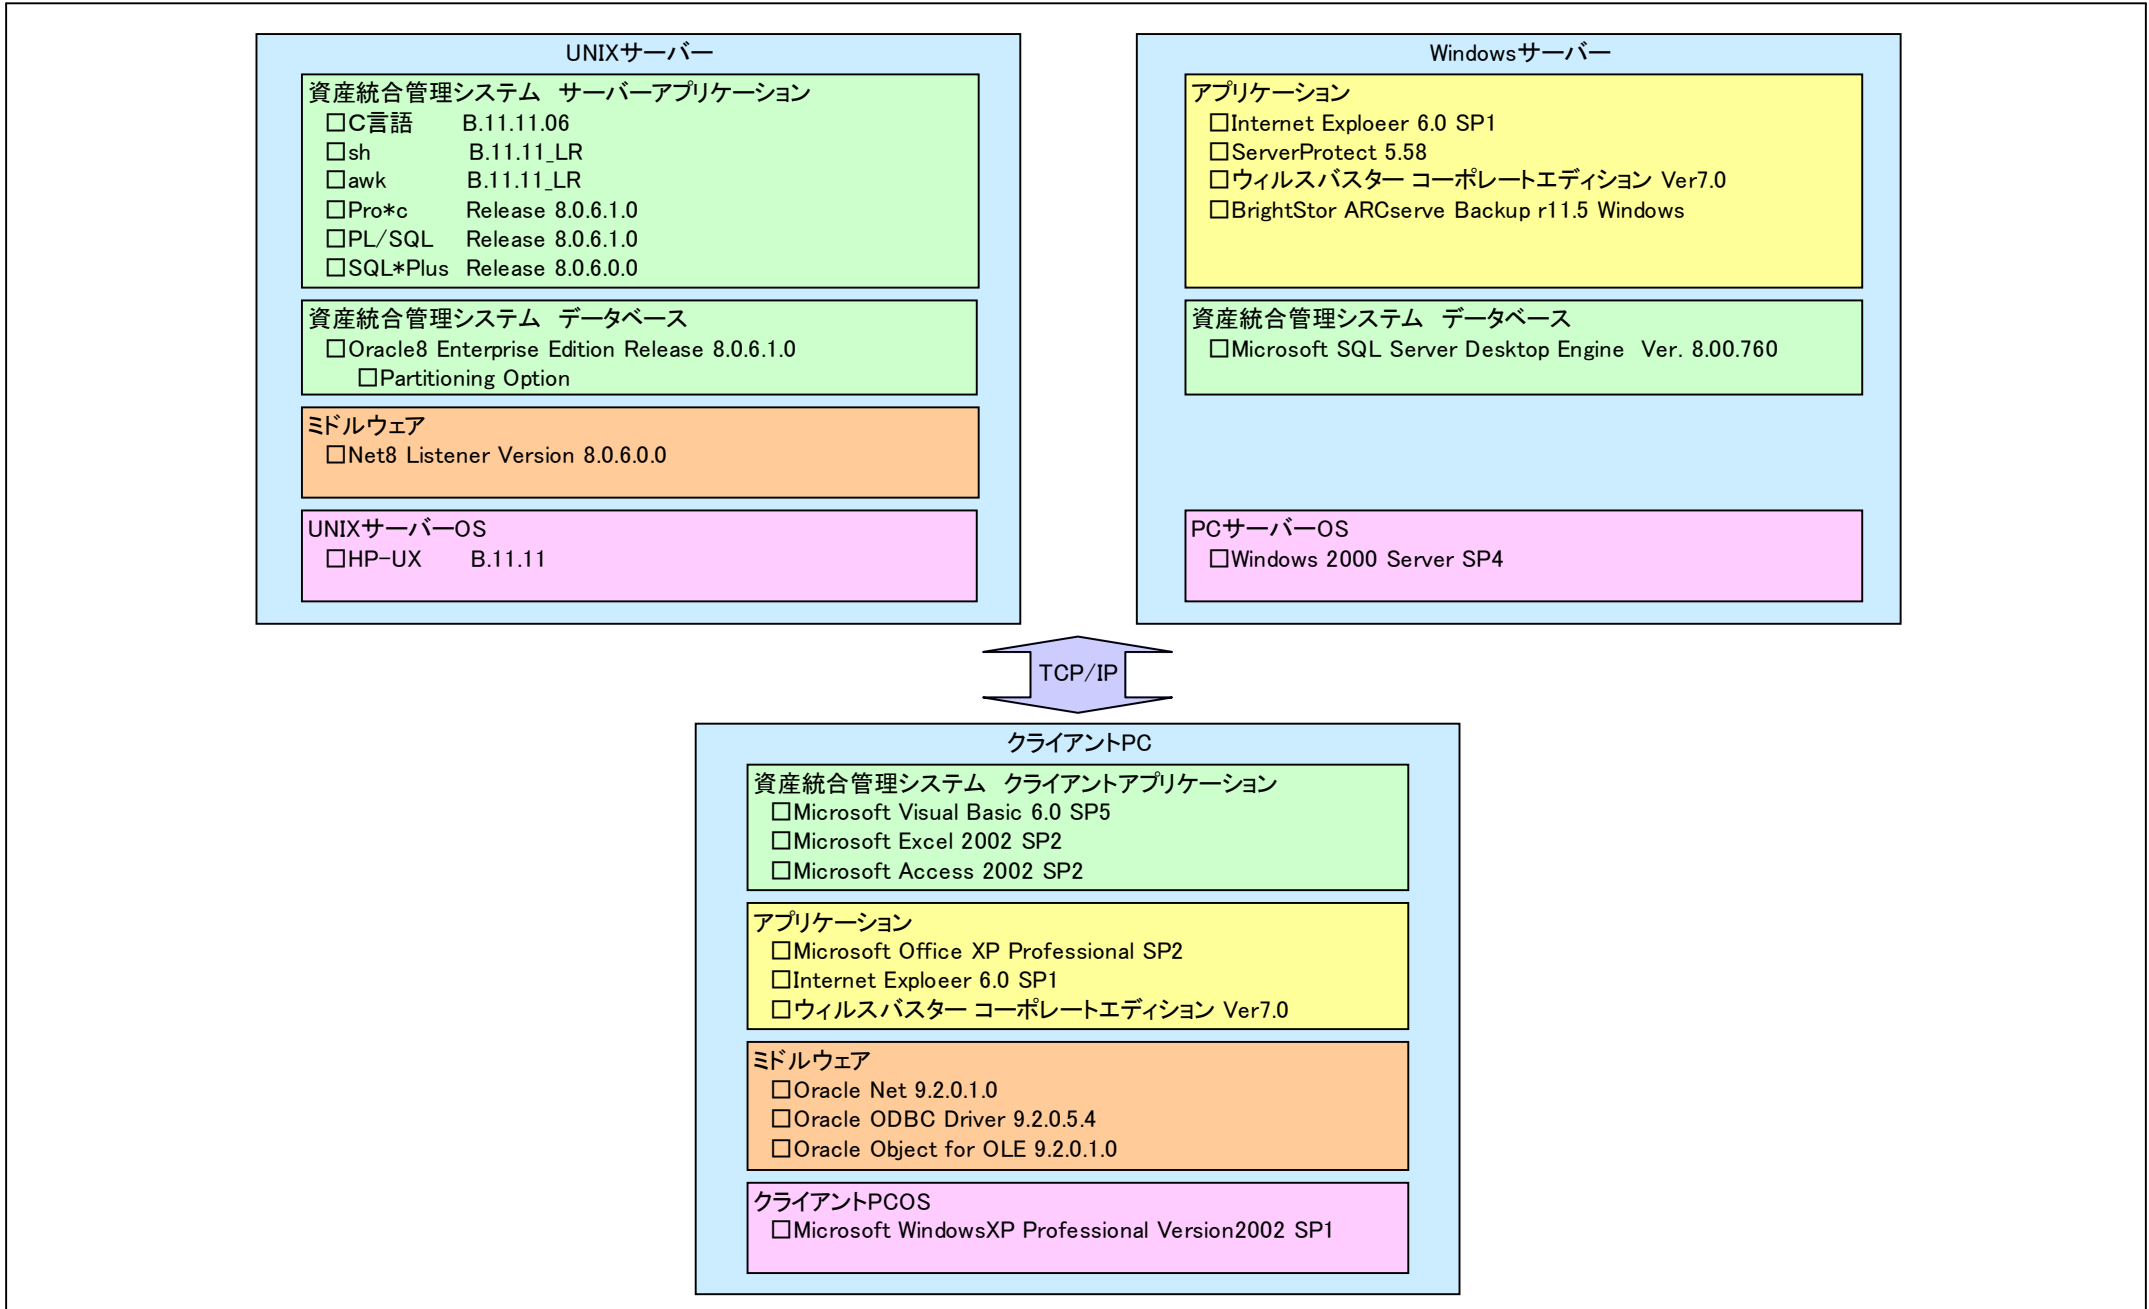 UNIXサーバー
資産統合管理システム　サーバーアプリケーション
□C言語　　B.11.11.06
□sh　　　　B.11.11_LR
□awk　　　B.11.11_LR
□Pro*c　　Release 8.0.6.1.0
□PL/SQL　Release 8.0.6.1.0
□SQL*Plus　Release 8.0.6.0.0
資産統合管理システム　データベース
□Oracle8 Enterprise Edition Release 8.0.6.1.0
□Partitioning Option
ミドルウェア
□Net8 Listener Version 8.0.6.0.0
UNIXサーバーOS
□HP-UX　　B.11.11
Windowsサーバー
アプリケーション
□Internet Exploeer 6.0 SP1
□ServerProtect 5.58
□ウィルスバスター コーポレートエディション Ver7.0
□BrightStor ARCserve Backup r11.5 Windows
資産統合管理システム　データベース
□Microsoft SQL Server Desktop Engine　Ver. 8.00.760
PCサーバーOS
□Windows 2000 Server SP4
TCP/IP
クライアントPC
資産統合管理システム　クライアントアプリケーション
□Microsoft Visual Basic 6.0 SP5
□Microsoft Excel 2002 SP2
□Microsoft Access 2002 SP2
アプリケーション
□Microsoft Office XP Professional SP2
□Internet Exploeer 6.0 SP1
□ウィルスバスター コーポレートエディション Ver7.0
ミドルウェア
□Oracle Net 9.2.0.1.0
□Oracle ODBC Driver 9.2.0.5.4
□Oracle Object for OLE 9.2.0.1.0
クライアントPCOS
□Microsoft WindowsXP Professional Version2002 SP1